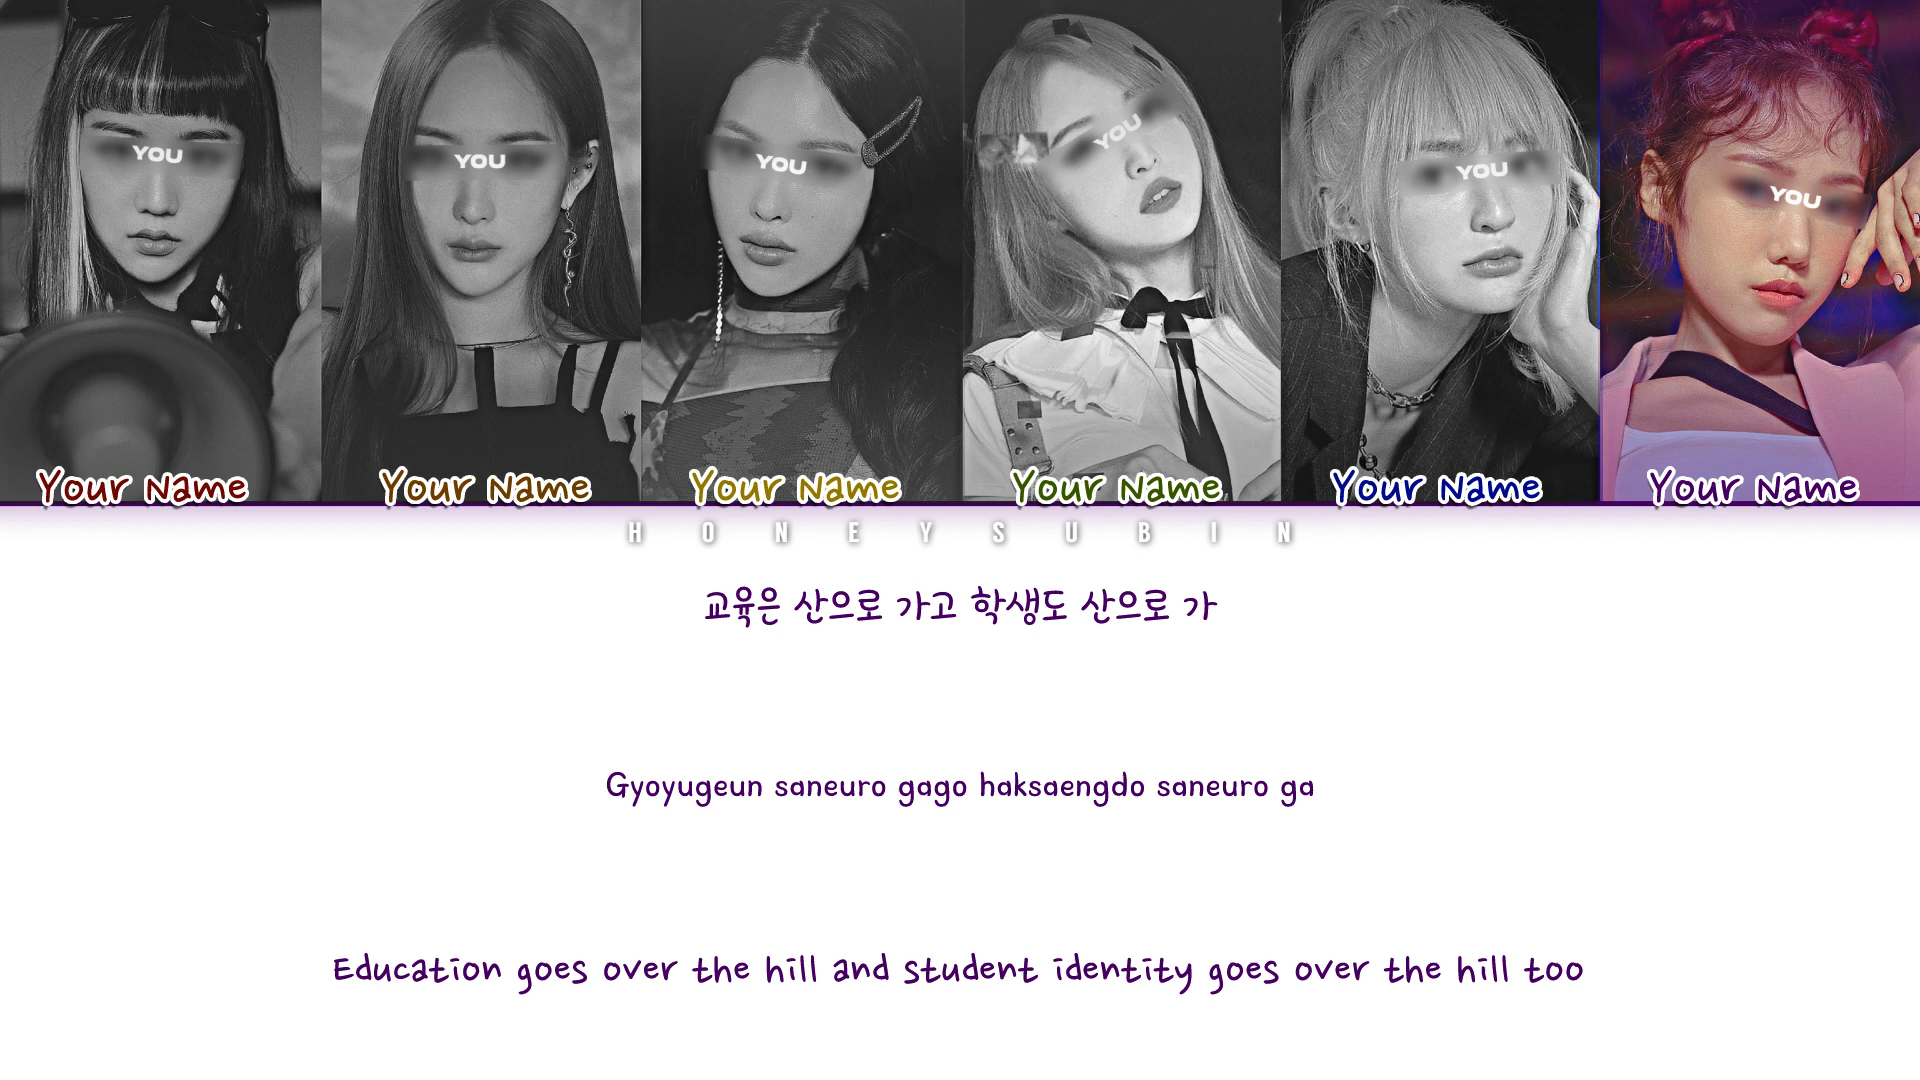 YOU YOU YOU YOU YOU YOU
Your Name Your Name Your Name Your Name Your Name Your Name
HONEYSUBIN
교육은 산으로 가고 학생도 산으로 가
Gyoyugeun saneuro gago haksaengdo saneuro ga
Education goes over the hill and student identity goes over the hill too